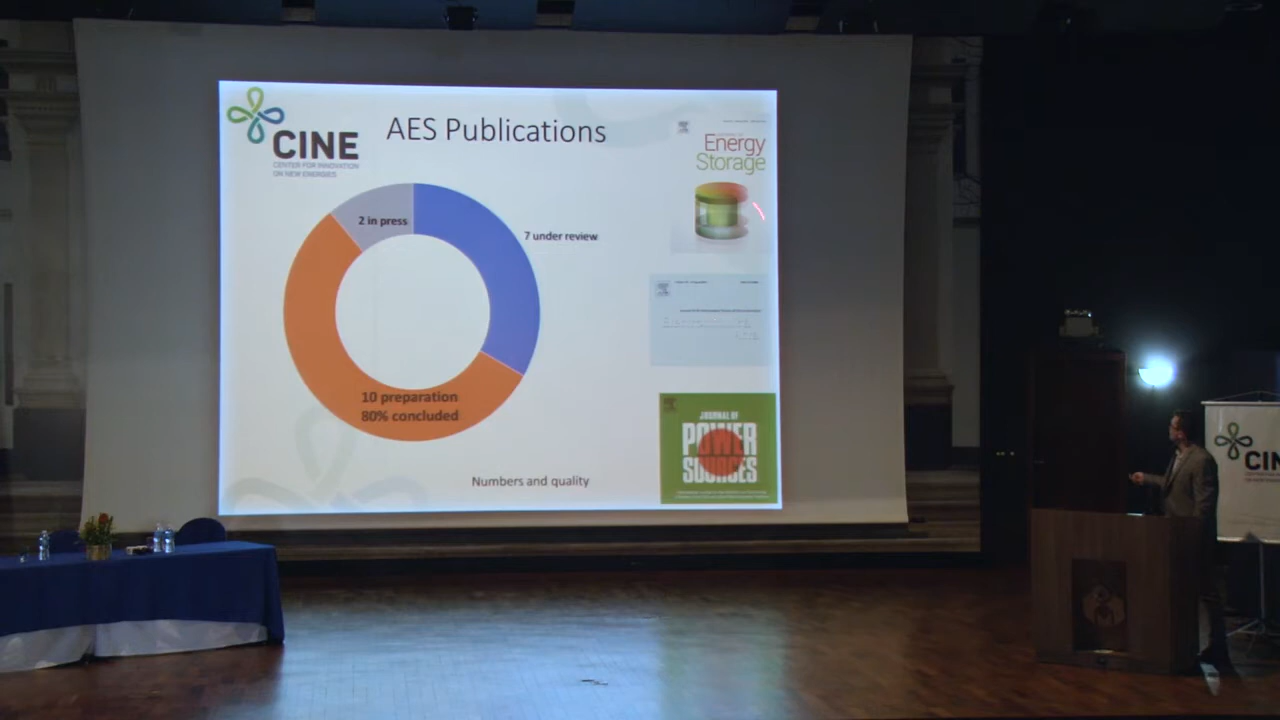 CINE
CENTER FOR INNOVATION
ON NEW ENERGIES
AES Publications
Energy
Storage
2 in press
7 under review
10 preparation
80% concluded
JOURNAL OF
POWER
SOURCES
Numbers and quality
CIN